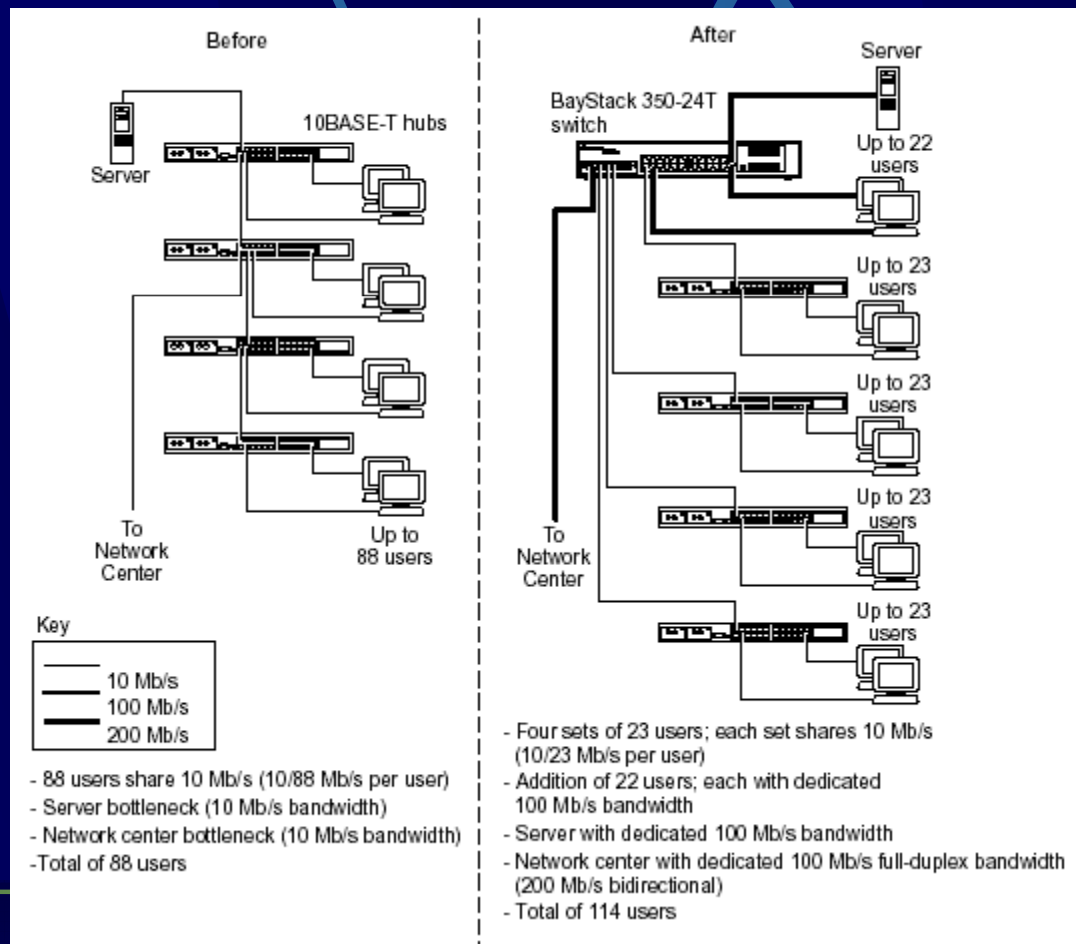 Before
Server
10BASE-T hubs
To
Network
Center
Up to
88 users
Key
10 Mb/s
100 Mb/s
200 Mb/s
- 88 users share 10 Mb/s (10/88 Mb/s per user)
- Server bottleneck (10 Mb/s bandwidth)
- Network center bottleneck (10 Mb/s bandwidth)
-Total of 88 users
After
Server
BayStack 350-24T
switch
Up to 22
users
Up to 23
users
Up to 23
users
Up to 23
users
Up to 23
users
To
Network
Center
- Four sets of 23 users; each set shares 10 Mb/s
(10/23 Mb/s per user)
- Addition of 22 users; each with dedicated
100 Mb/s bandwidth
- Server with dedicated 100 Mb/s bandwidth
- Network center with dedicated 100 Mb/s full-duplex bandwidth
(200 Mb/s bidirectional)
- Total of 114 users